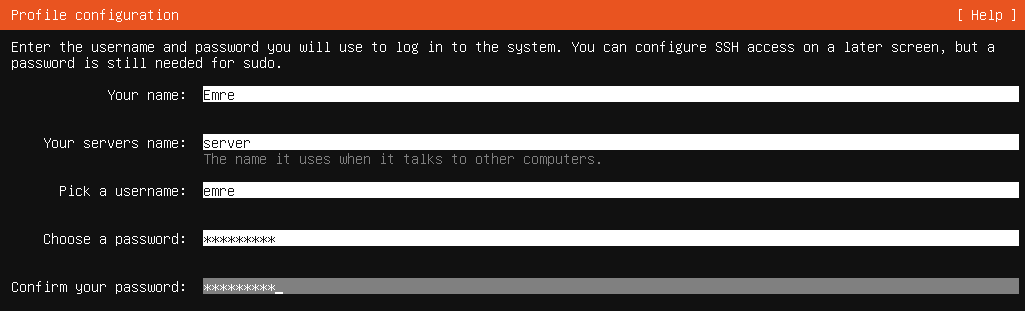 Profile configuration [ Help ]
Enter the username and password you will use to log in to the system. You can configure SSH access on a later screen, but a
password is still needed for sudo.
Your name: Emre
Your servers name: server
The name it uses when it talks to other computers.
Pick a username: emre
Choose a password: *********
Confirm your password: *********_